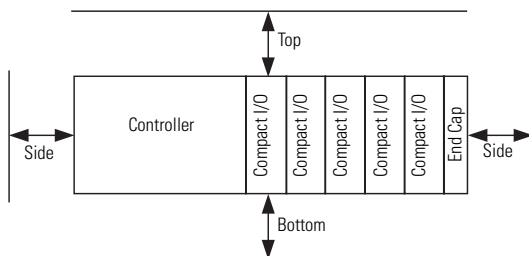 Top
Controller
Compact I/O
Compact I/O
Compact I/O
Compact I/O
Compact I/O
End Cap
Side
Side
Bottom